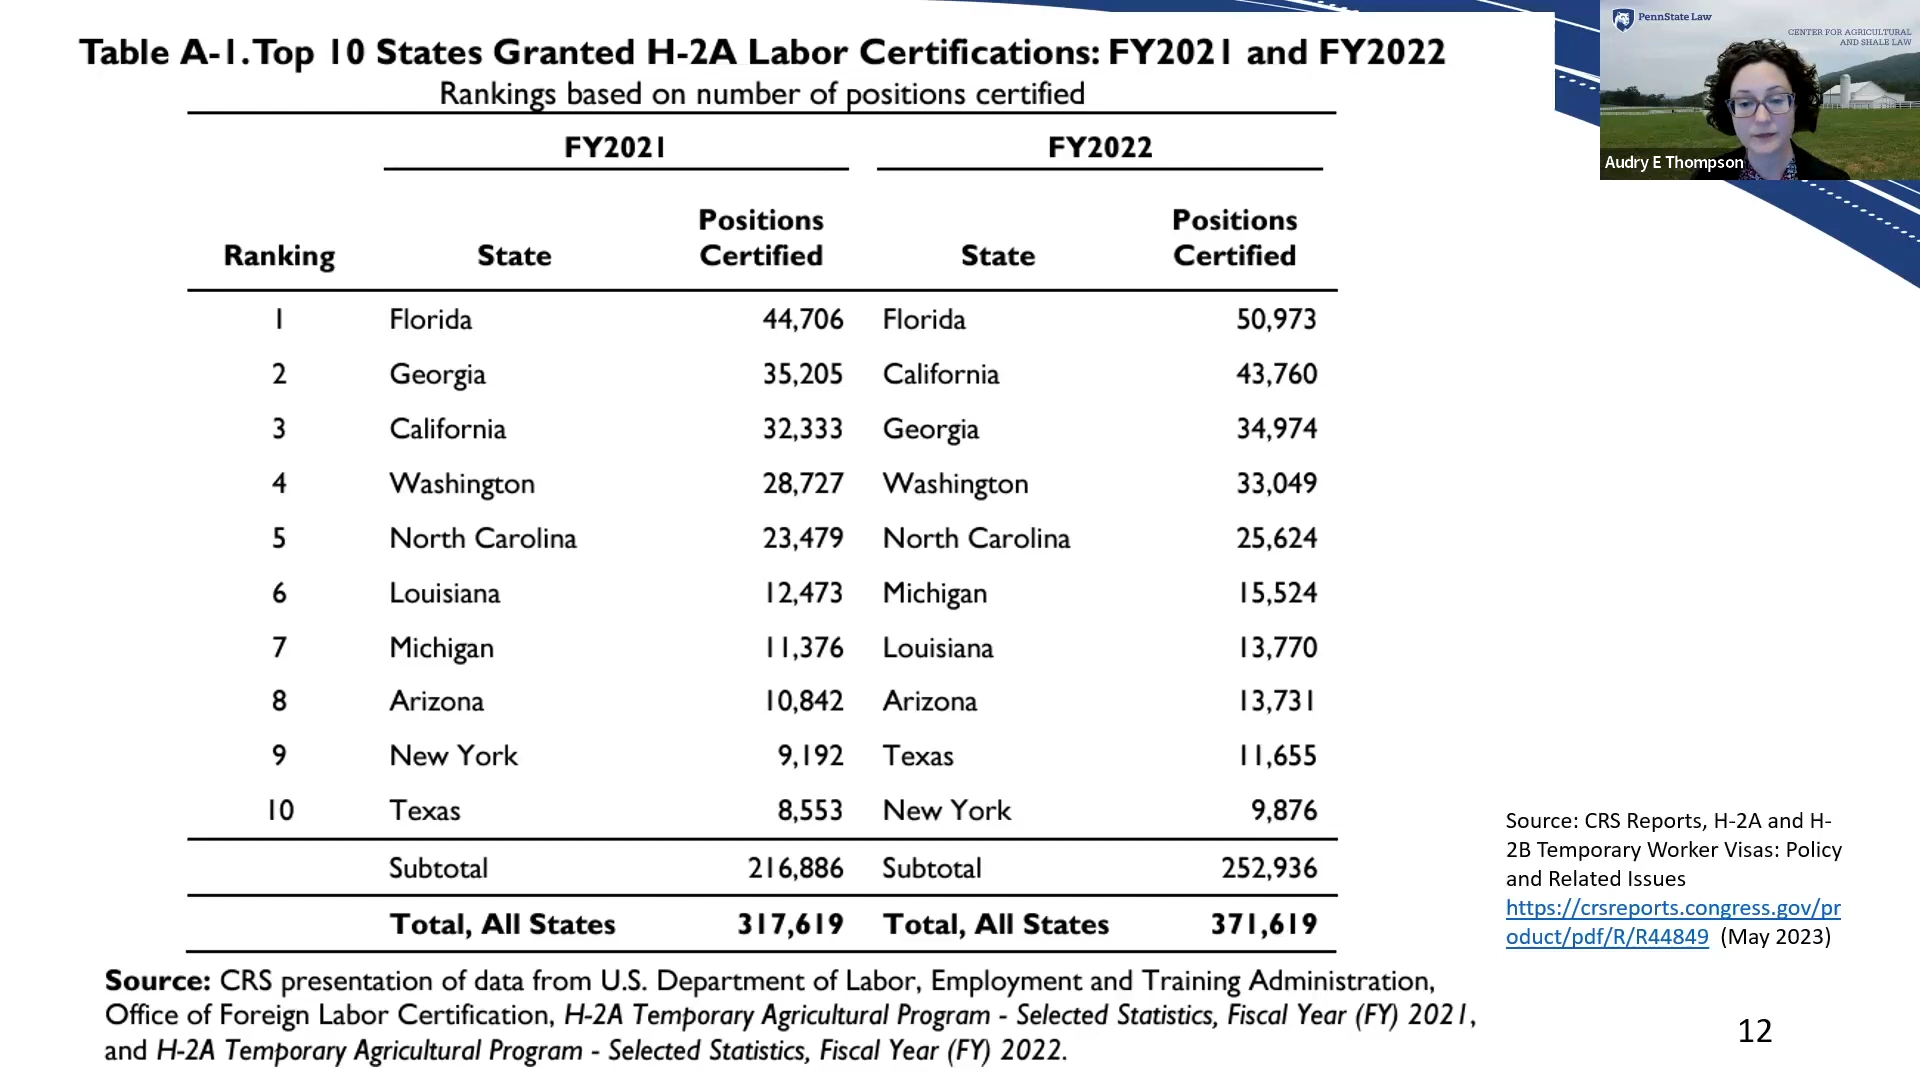 Table A-1. Top 10 States Granted H-2A Labor Certifications: FY2021 and FY2022
Rankings based on number of positions certified
FY2021 FY2022
Ranking State Positions Certified State Positions Certified
1 Florida 44,706 Florida 50,973
2 Georgia 35,205 California 43,760
3 California 32,333 Georgia 34,974
4 Washington 28,727 Washington 33,049
5 North Carolina 23,479 North Carolina 25,624
6 Louisiana 12,473 Michigan 15,524
7 Michigan 11,376 Louisiana 13,770
8 Arizona 10,842 Arizona 13,731
9 New York 9,192 Texas 11,655
10 Texas 8,553 New York 9,876
Subtotal 216,886 Subtotal 252,936
Total, All States 317,619 Total, All States 371,619
Source: CRS presentation of data from U.S. Department of Labor, Employment and Training Administration,
Office of Foreign Labor Certification, H-2A Temporary Agricultural Program - Selected Statistics, Fiscal Year (FY) 2021,
and H-2A Temporary Agricultural Program - Selected Statistics, Fiscal Year (FY) 2022.
PennState Law
CENTER FOR AGRICULTURAL
AND SHALE LAW
Audry E Thompson
Source: CRS Reports, H-2A and H-
2B Temporary Worker Visas: Policy
and Related Issues
https://crsreports.congress.gov/pr
oduct/pdf/R/R44849 (May 2023)
12